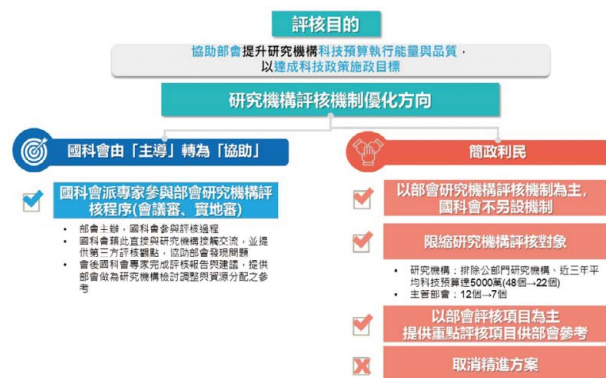 評核目的
協助部會提升研究機構科技預算執行能量與品質，
以達成科技政策施政目標
研究機構評核機制優化方向
國科會由「主導」轉為「協助」
國科會派專家參與部會研究機構評
核程序(會議審、實地審)
• 部會主辦，國科會參與評核過程
• 國科會藉此直接與研究機構接觸交流，並提
供第三方評核觀點，協助部會發現問題
• 會後國科會專家完成評核報告與建議，提供
部會做為研究機構檢討調整與資源分配之參
考
簡政利民
以部會研究機構評核機制為主，
國科會不另設機制
限縮研究機構評核對象
• 研究機構：排除公部門研究機構、近三年平
均科技預算達5000萬(48個→22個)
• 主管部會：12個→7個
以部會評核項目為主
提供重點評核項目供部會參考
取消精進方案